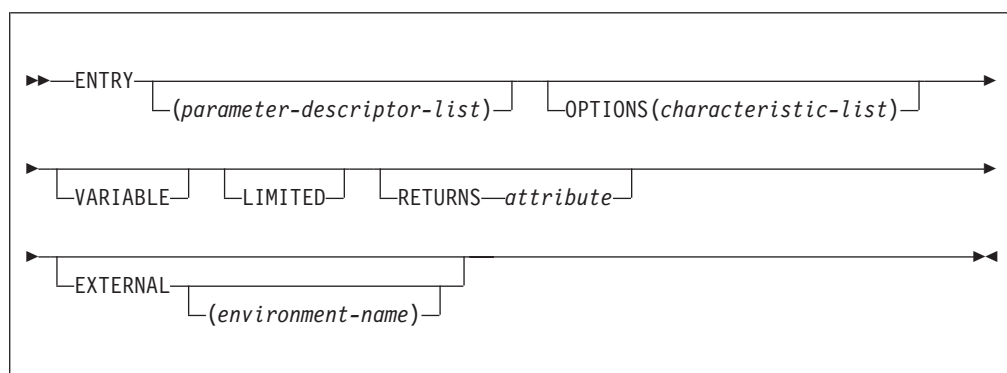 ENTRY
(parameter-descriptor-list)
OPTIONS(characteristic-list)
VARIABLE
LIMITED
RETURNS attribute
EXTERNAL
(environment-name)